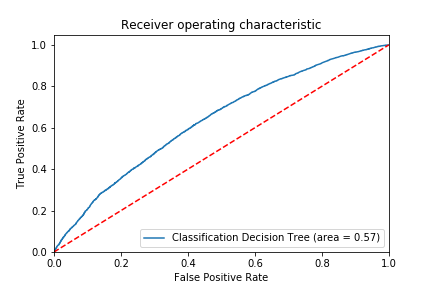 Receiver operating characteristic
1.0
0.8
0.6
0.4
0.2
0.0
True Positive Rate
Classification Decision Tree (area = 0.57)
0.0 0.2 0.4 0.6 0.8 1.0
False Positive Rate